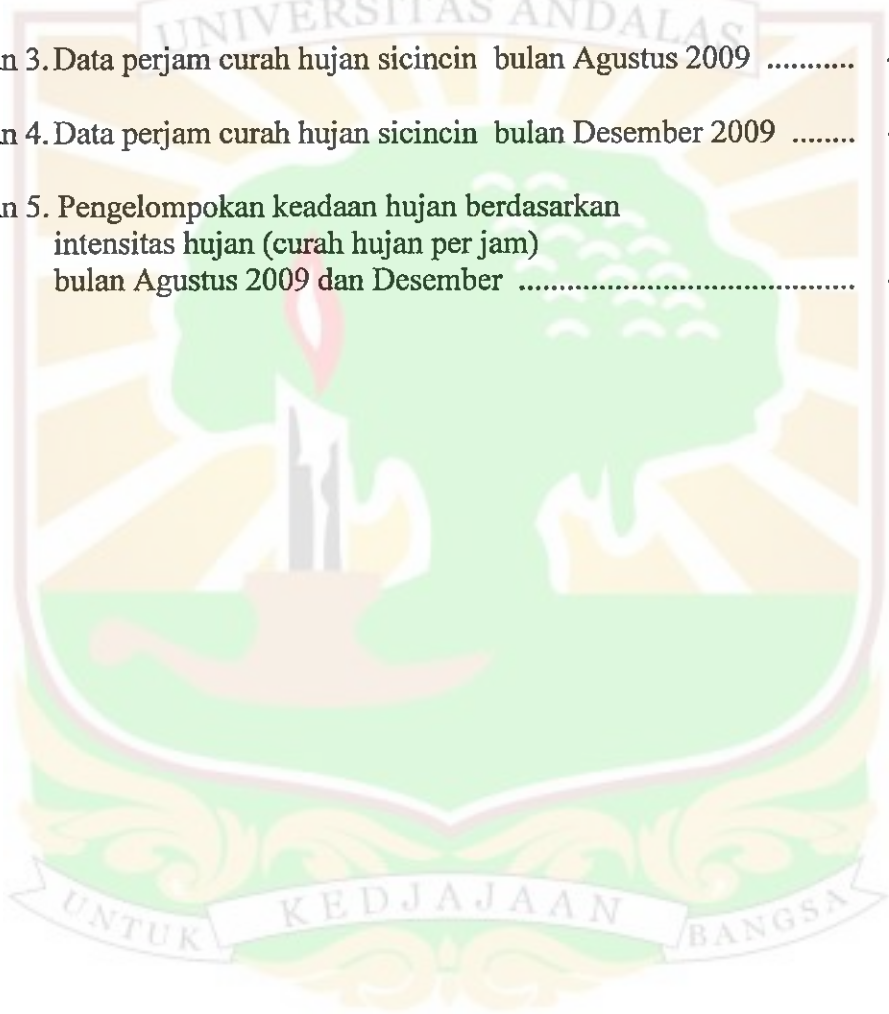 UNIVERSITAS ANDALAS
n 3. Data perjam curah hujan sicincin bulan Agustus 2009 ...........
n 4. Data perjam curah hujan sicincin bulan Desember 2009 ........
n 5. Pengelompokan keadaan hujan berdasarkan
intensitas hujan (curah hujan per jam)
bulan Agustus 2009 dan Desember .........................................
UNTUK KEDJAJAAN BANGSA